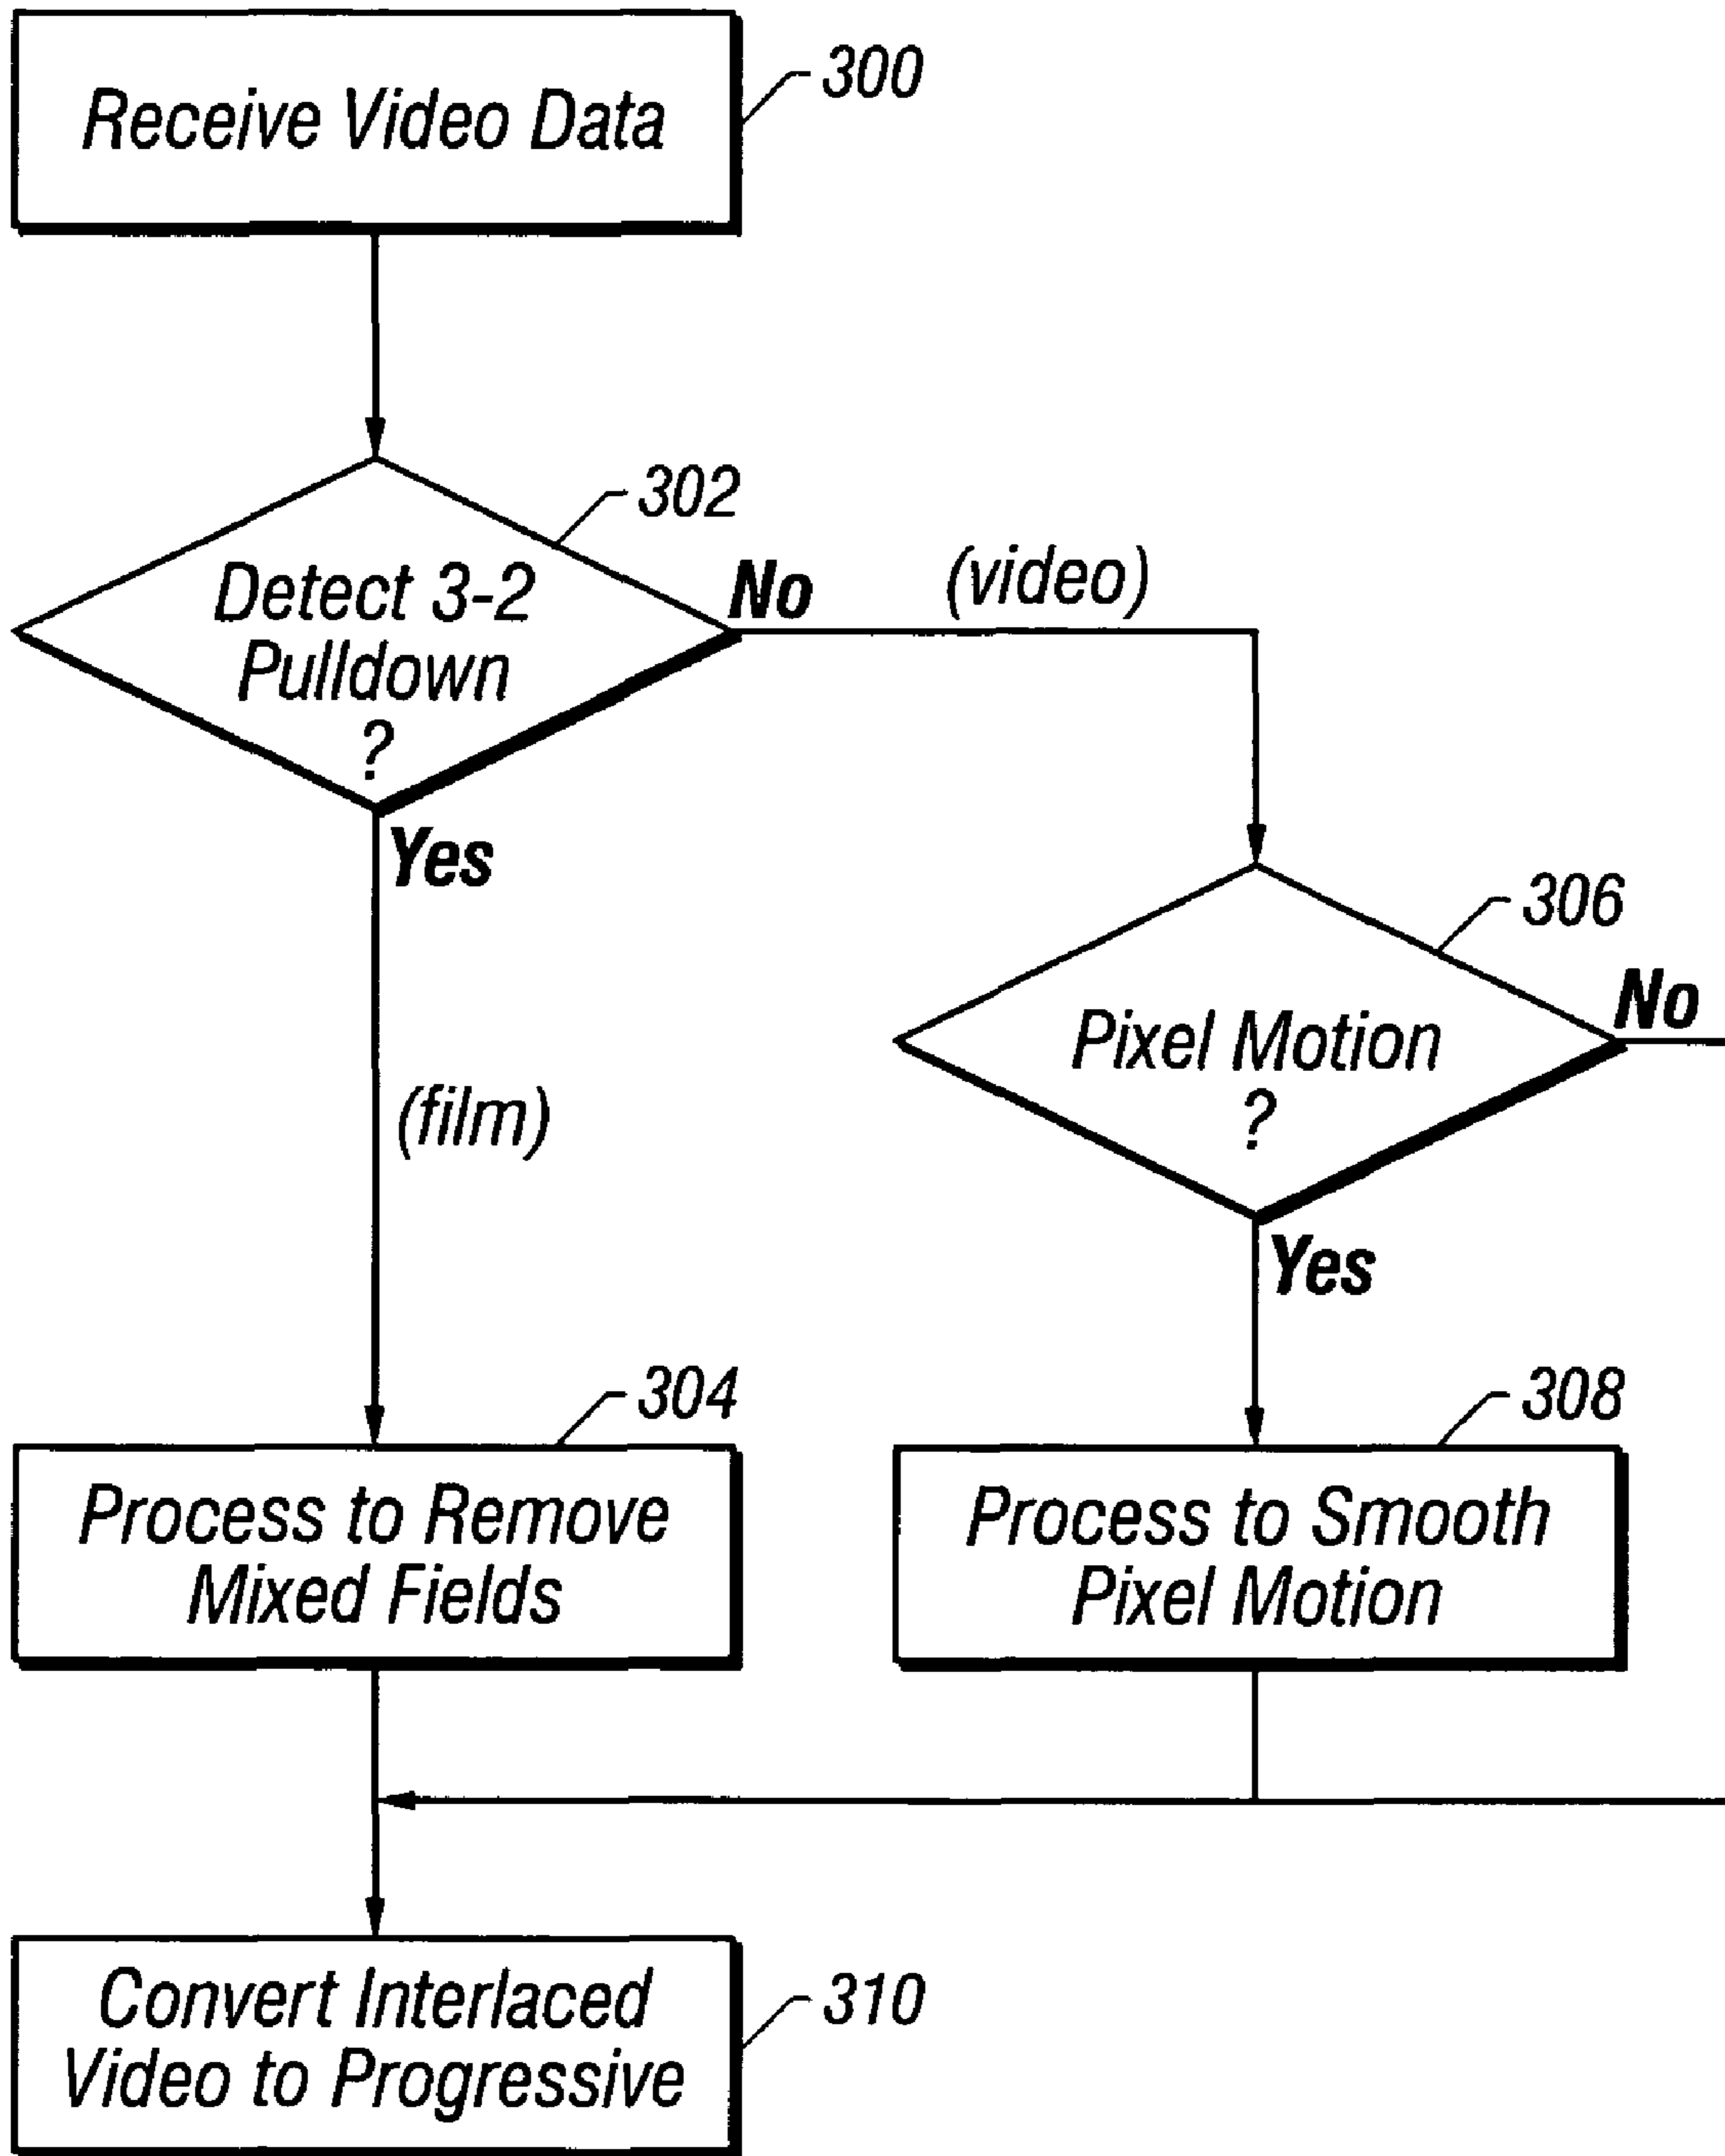 Receive Video Data
300
302
Detect 3-2
Pulldown
?
No
(video)
Yes
306
Pixel Motion
?
No
(film)
Yes
304
Process to Remove
Mixed Fields
308
Process to Smooth
Pixel Motion
Convert Interlaced
Video to Progressive
310